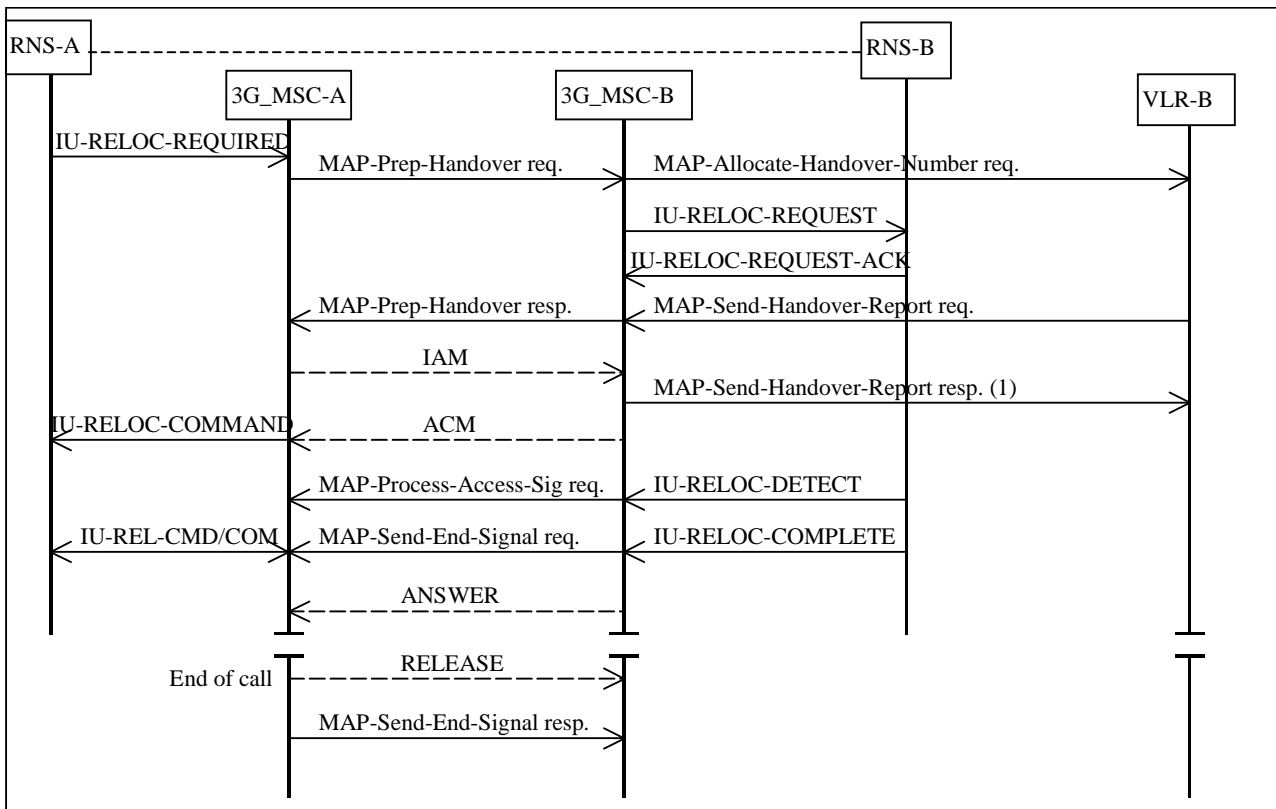 RNS-A
RNS-B
3G_MSC-A
3G_MSC-B
VLR-B
IU-RELOC-REQUIRED
MAP-Prep-Handover req.
MAP-Allocate-Handover-Number req.
IU-RELOC-REQUEST
IU-RELOC-REQUEST-ACK
MAP-Prep-Handover resp.
MAP-Send-Handover-Report req.
IAM
MAP-Send-Handover-Report resp. (1)
IU-RELOC-COMMAND
ACM
MAP-Process-Access-Sig req.
IU-RELOC-DETECT
IU-REL-CMD/COM
MAP-Send-End-Signal req.
IU-RELOC-COMPLETE
ANSWER
RELEASE
End of call
MAP-Send-End-Signal resp.